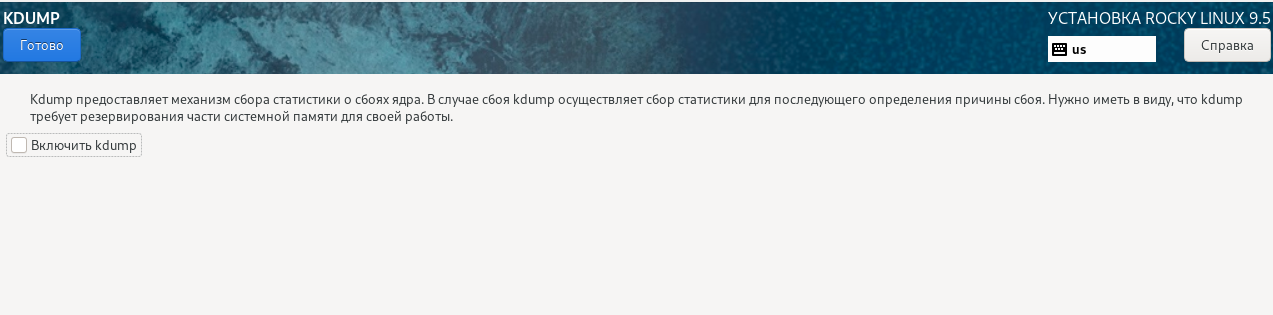 KDUMP
УСТАНОВКА ROCKY LINUX 9.5
Готово
us
Справка
Kdump предоставляет механизм сбора статистики о сбоях ядра. В случае сбоя kdump осуществляет сбор статистики для последующего определения причины сбоя. Нужно иметь в виду, что kdump
требует резервирования части системной памяти для своей работы.
Включить kdump